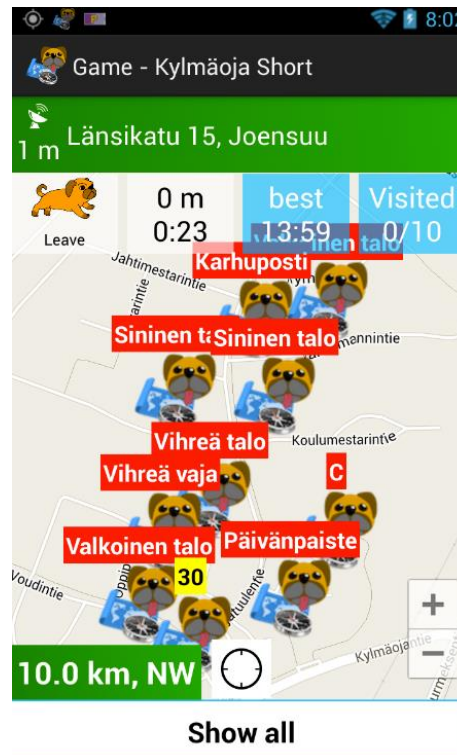 8:02
Game - Kylmäoja Short
1 m
Länsikatu 15, Joensuu
Leave
0 m
0:23
best
13:59
Visited
0/10
inen talo
Jahtimestarintie
Karhuposti
Sininen ta
Sininen talo
Vihreä talo
Koulumestarintie
Vihreä vaja
C
Valkoinen talo
Päivänpaiste
30
Voudintie
+
Kylmäojantie
−
10.0 km, NW
Show all